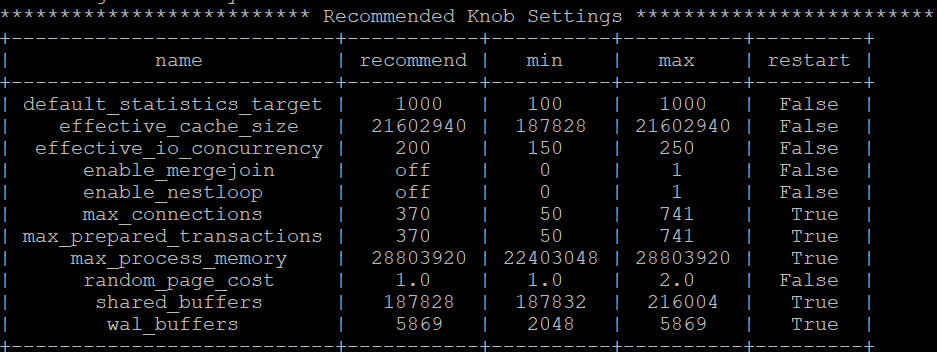 *************************** Recommended Knob Settings **************************
+---------------------------+-----------+----------+----------+---------+
|            name           | recommend |   min    |   max    | restart |
+---------------------------+-----------+----------+----------+---------+
| default_statistics_target |    1000   |   100    |   1000   |  False  |
|    effective_cache_size   |  21602940 |  187828  | 21602940 |  False  |
|  effective_io_concurrency |    200    |   150    |   250    |  False  |
|      enable_mergejoin     |    off    |    0     |    1     |  False  |
|      enable_nestloop      |    off    |    0     |    1     |  False  |
|      max_connections      |    370    |    50    |   741    |   True  |
| max_prepared_transactions |    370    |    50    |   741    |   True  |
|     max_process_memory    |  28803920 | 22403048 | 28803920 |   True  |
|      random_page_cost     |    1.0    |   1.0    |   2.0    |  False  |
|       shared_buffers      |   187828  |  187832  |  216004  |   True  |
|        wal_buffers        |    5869   |   2048   |   5869   |   True  |
+---------------------------+-----------+----------+----------+---------+